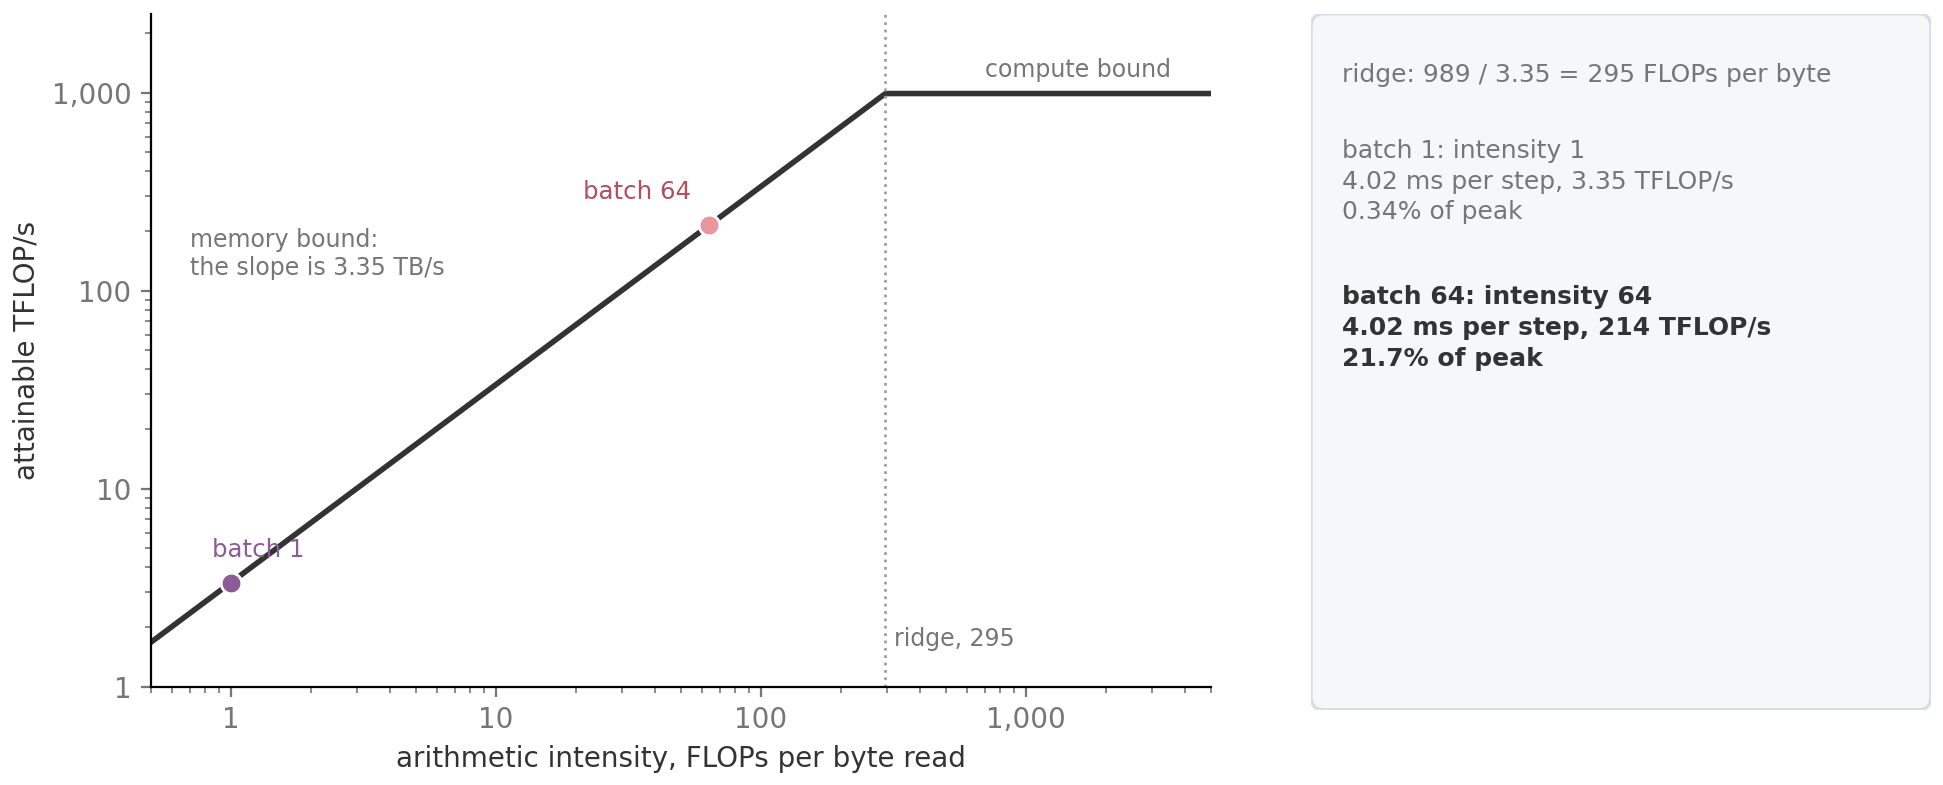 compute bound
1,000
batch 64
memory bound:
the slope is 3.35 TB/s
100
10
batch 1
ridge, 295
1
1
10
100
1,000
attainable TFLOP/s
arithmetic intensity, FLOPs per byte read
ridge: 989 / 3.35 = 295 FLOPs per byte
batch 1: intensity 1
4.02 ms per step, 3.35 TFLOP/s
0.34% of peak
batch 64: intensity 64
4.02 ms per step, 214 TFLOP/s
21.7% of peak